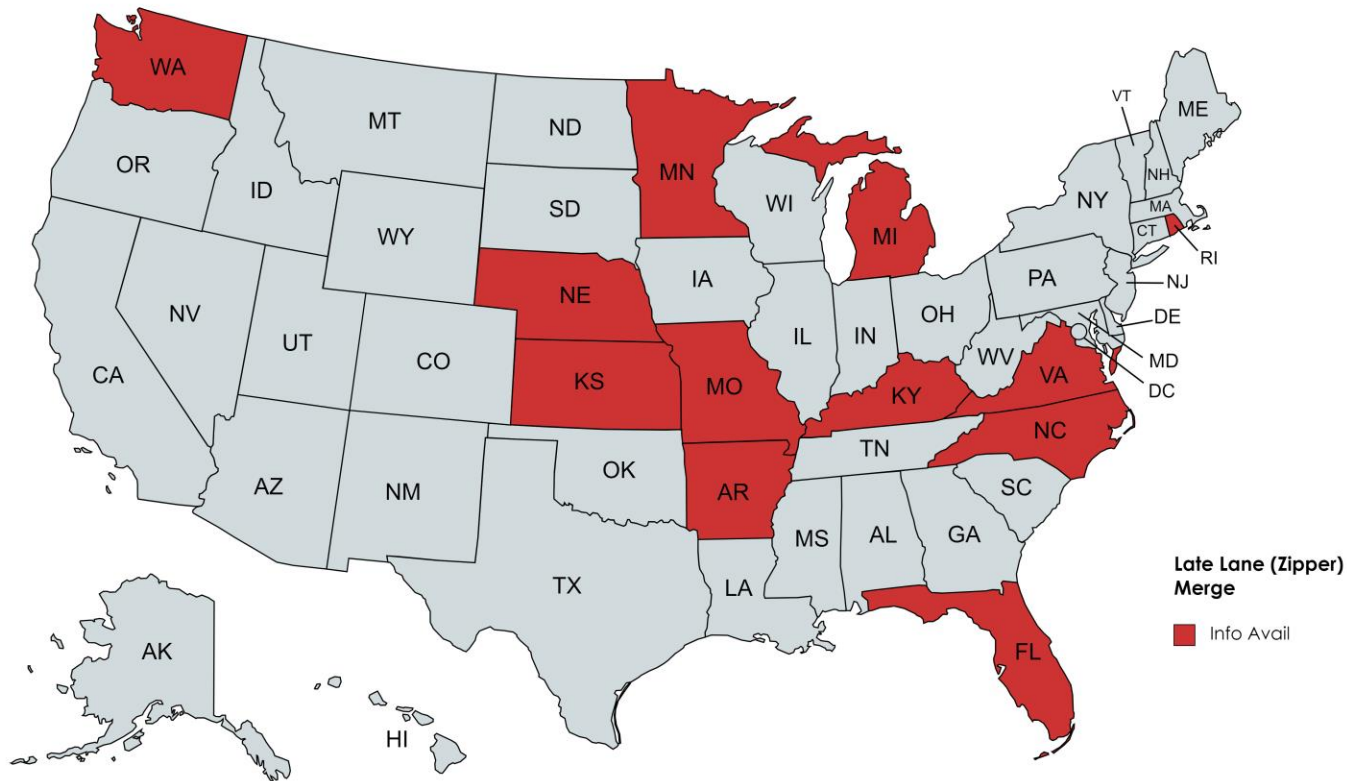 WA
MT
ND
MN
VT
ME
OR
ID
SD
WI
NH
NY
MA
WY
MI
CT
RI
IA
PA
NJ
NE
NV
OH
DE
UT
IL
IN
CO
WV
MD
CA
KS
MO
VA
DC
KY
NC
TN
OK
AZ
NM
AR
SC
MS
AL
GA
TX
LA
Late Lane (Zipper)
Merge
Info Avail
AK
FL
HI